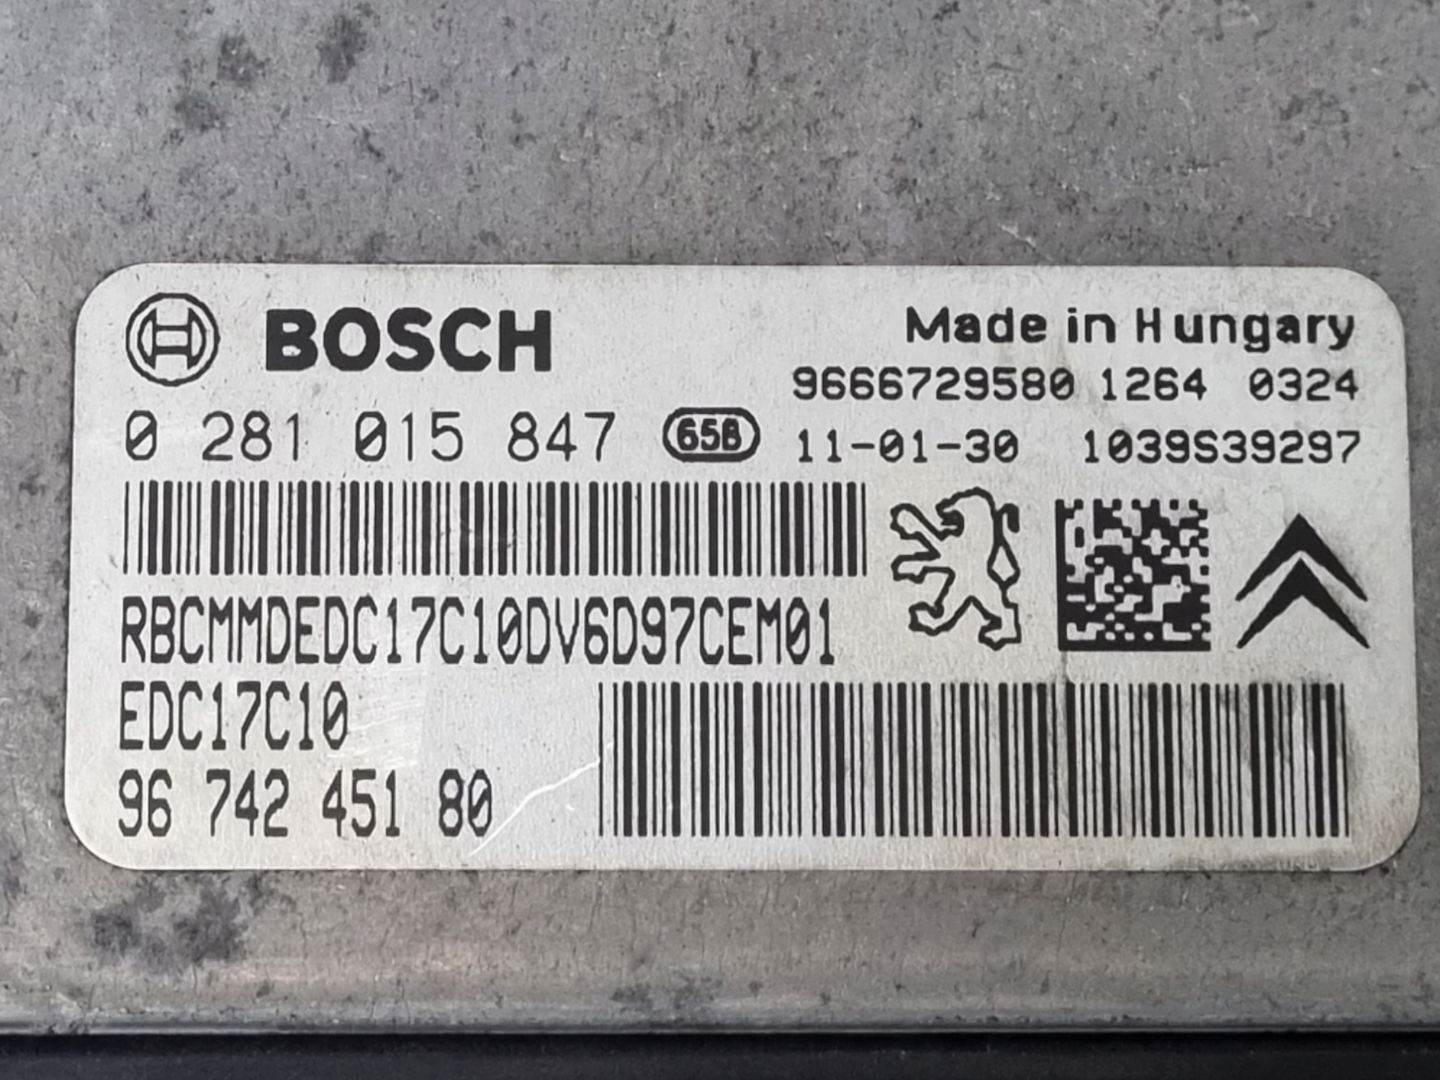 BOSCH
Made in Hungary
9666729580 1264 0324
0 281 015 847 65B 11-01-30 1039S39297
RBCMMDEDC17C10DV6D97CEM01
EDC17C10
96 742 451 80